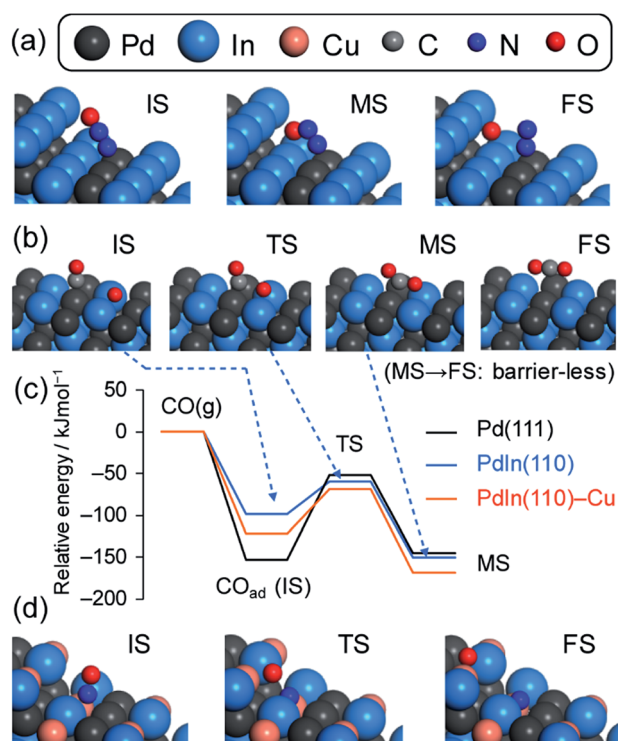 (a)
Pd In Cu C N O
IS MS FS
(b)
IS TS MS FS
(MS→FS: barrier-less)
(c)
Relative energy / kJmol⁻¹
50
0
−50
−100
−150
−200
CO(g)
TS
COad (IS)
MS
Pd(111)
PdIn(110)
PdIn(110)–Cu
(d)
IS TS FS